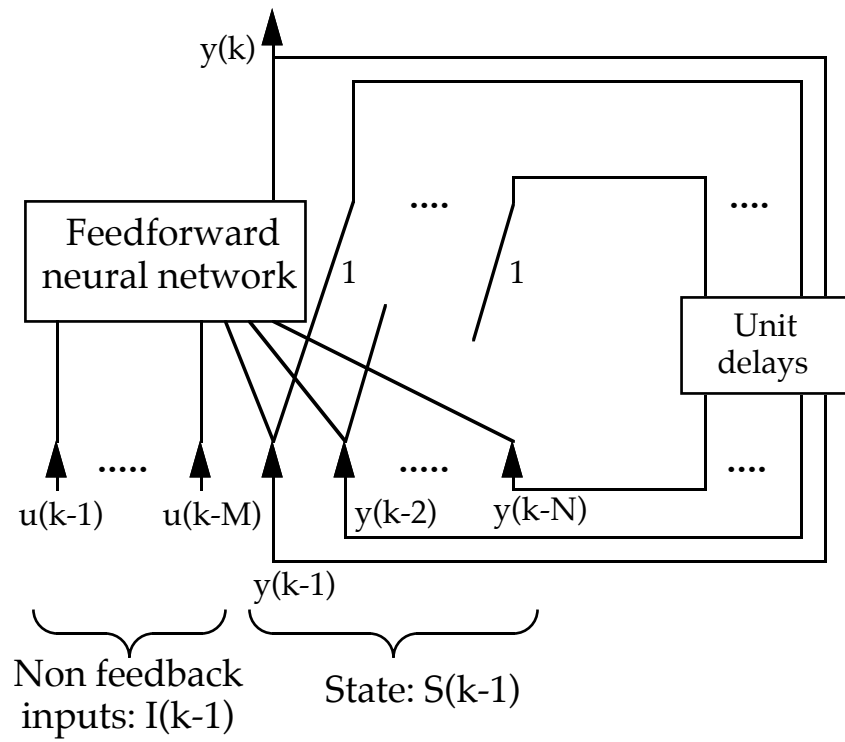 y(k)
....
....
Feedforward
neural network
1
1
Unit
delays
.....
.....
....
u(k-1)
u(k-M)
y(k-2)
y(k-N)
y(k-1)
Non feedback
inputs: I(k-1)
State: S(k-1)